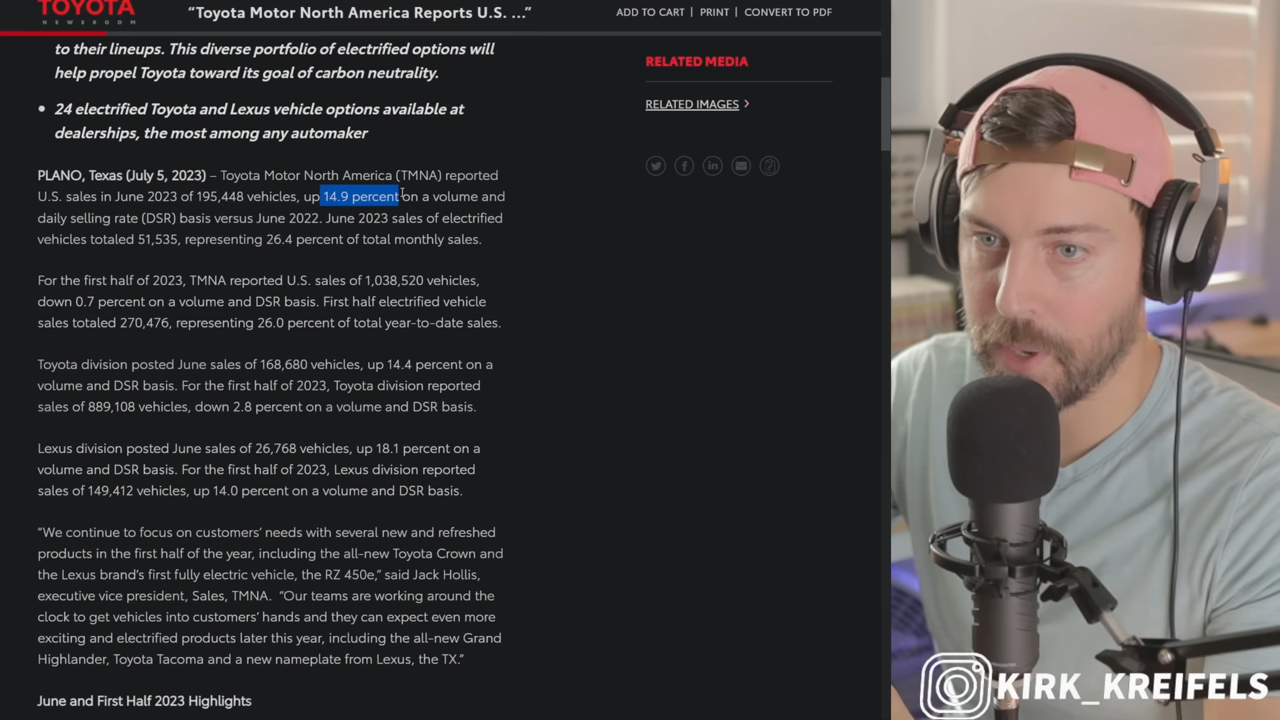 TOYOTA
NEWSROOM
“Toyota Motor North America Reports U.S. ...”
ADD TO CART | PRINT | CONVERT TO PDF
to their lineups. This diverse portfolio of electrified options will
help propel Toyota toward its goal of carbon neutrality.
• 24 electrified Toyota and Lexus vehicle options available at
dealerships, the most among any automaker
PLANO, Texas (July 5, 2023) – Toyota Motor North America (TMNA) reported
U.S. sales in June 2023 of 195,448 vehicles, up 14.9 percent on a volume and
daily selling rate (DSR) basis versus June 2022. June 2023 sales of electrified
vehicles totaled 51,535, representing 26.4 percent of total monthly sales.
For the first half of 2023, TMNA reported U.S. sales of 1,038,520 vehicles,
down 0.7 percent on a volume and DSR basis. First half electrified vehicle
sales totaled 270,476, representing 26.0 percent of total year-to-date sales.
Toyota division posted June sales of 168,680 vehicles, up 14.4 percent on a
volume and DSR basis. For the first half of 2023, Toyota division reported
sales of 889,108 vehicles, down 2.8 percent on a volume and DSR basis.
Lexus division posted June sales of 26,768 vehicles, up 18.1 percent on a
volume and DSR basis. For the first half of 2023, Lexus division reported
sales of 149,412 vehicles, up 14.0 percent on a volume and DSR basis.
“We continue to focus on customers’ needs with several new and refreshed
products in the first half of the year, including the all-new Toyota Crown and
the Lexus brand’s first fully electric vehicle, the RZ 450e,” said Jack Hollis,
executive vice president, Sales, TMNA. “Our teams are working around the
clock to get vehicles into customers’ hands and they can expect even more
exciting and electrified products later this year, including the all-new Grand
Highlander, Toyota Tacoma and a new nameplate from Lexus, the TX.”
June and First Half 2023 Highlights
RELATED MEDIA
RELATED IMAGES >
KIRK_KREIFELS